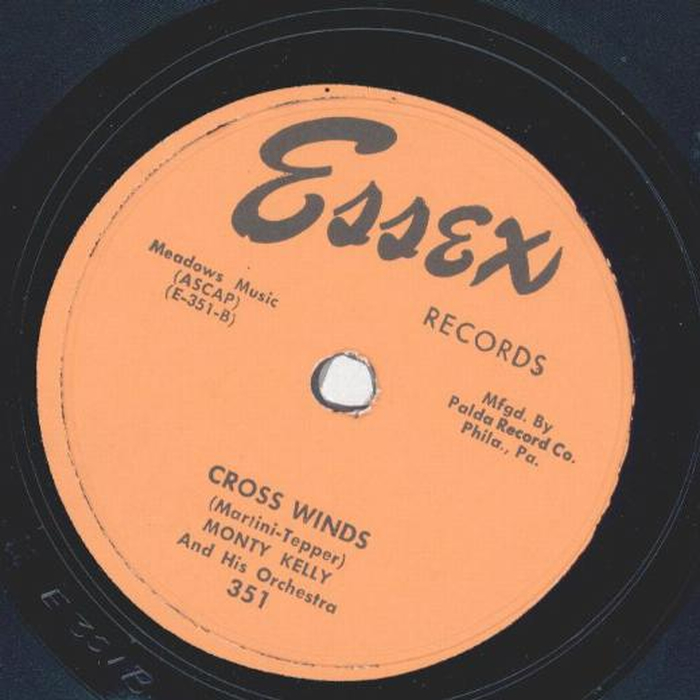 Essex
RECORDS
Meadows Music
(ASCAP)
(E-351-B)
Mfgd. By
Palda Record Co.
Phila., Pa.
CROSS WINDS
(Martini-Tepper)
MONTY KELLY
And His Orchestra
351
E351B